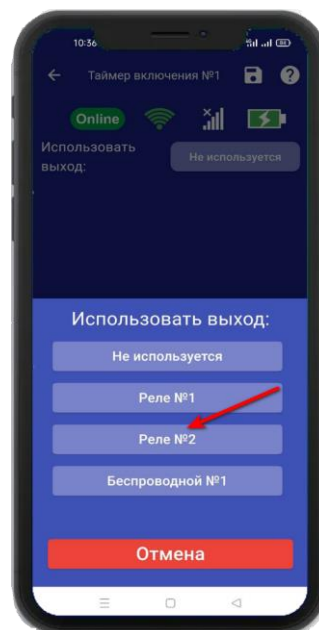 10:36
Таймер включения №1
Online
Использовать
выход:
Не используется
Использовать выход:
Не используется
Реле №1
Реле №2
Беспроводной №1
Отмена